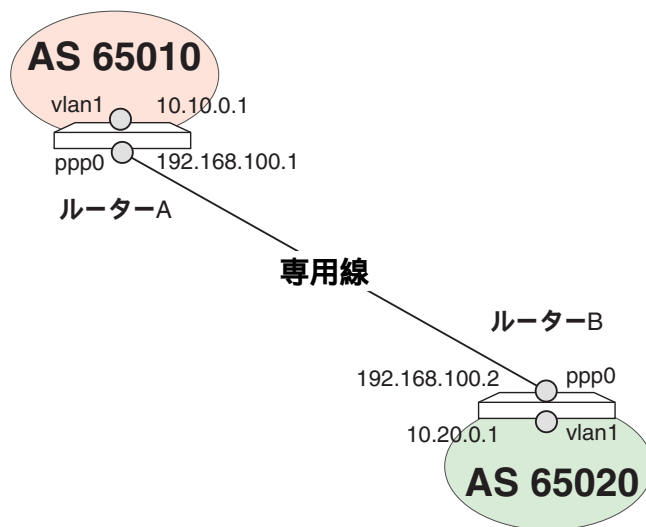 AS 65010
vlan1 10.10.0.1
ppp0 192.168.100.1
ルーターA
専用線
ルーターB
192.168.100.2 ppp0
10.20.0.1 vlan1
AS 65020